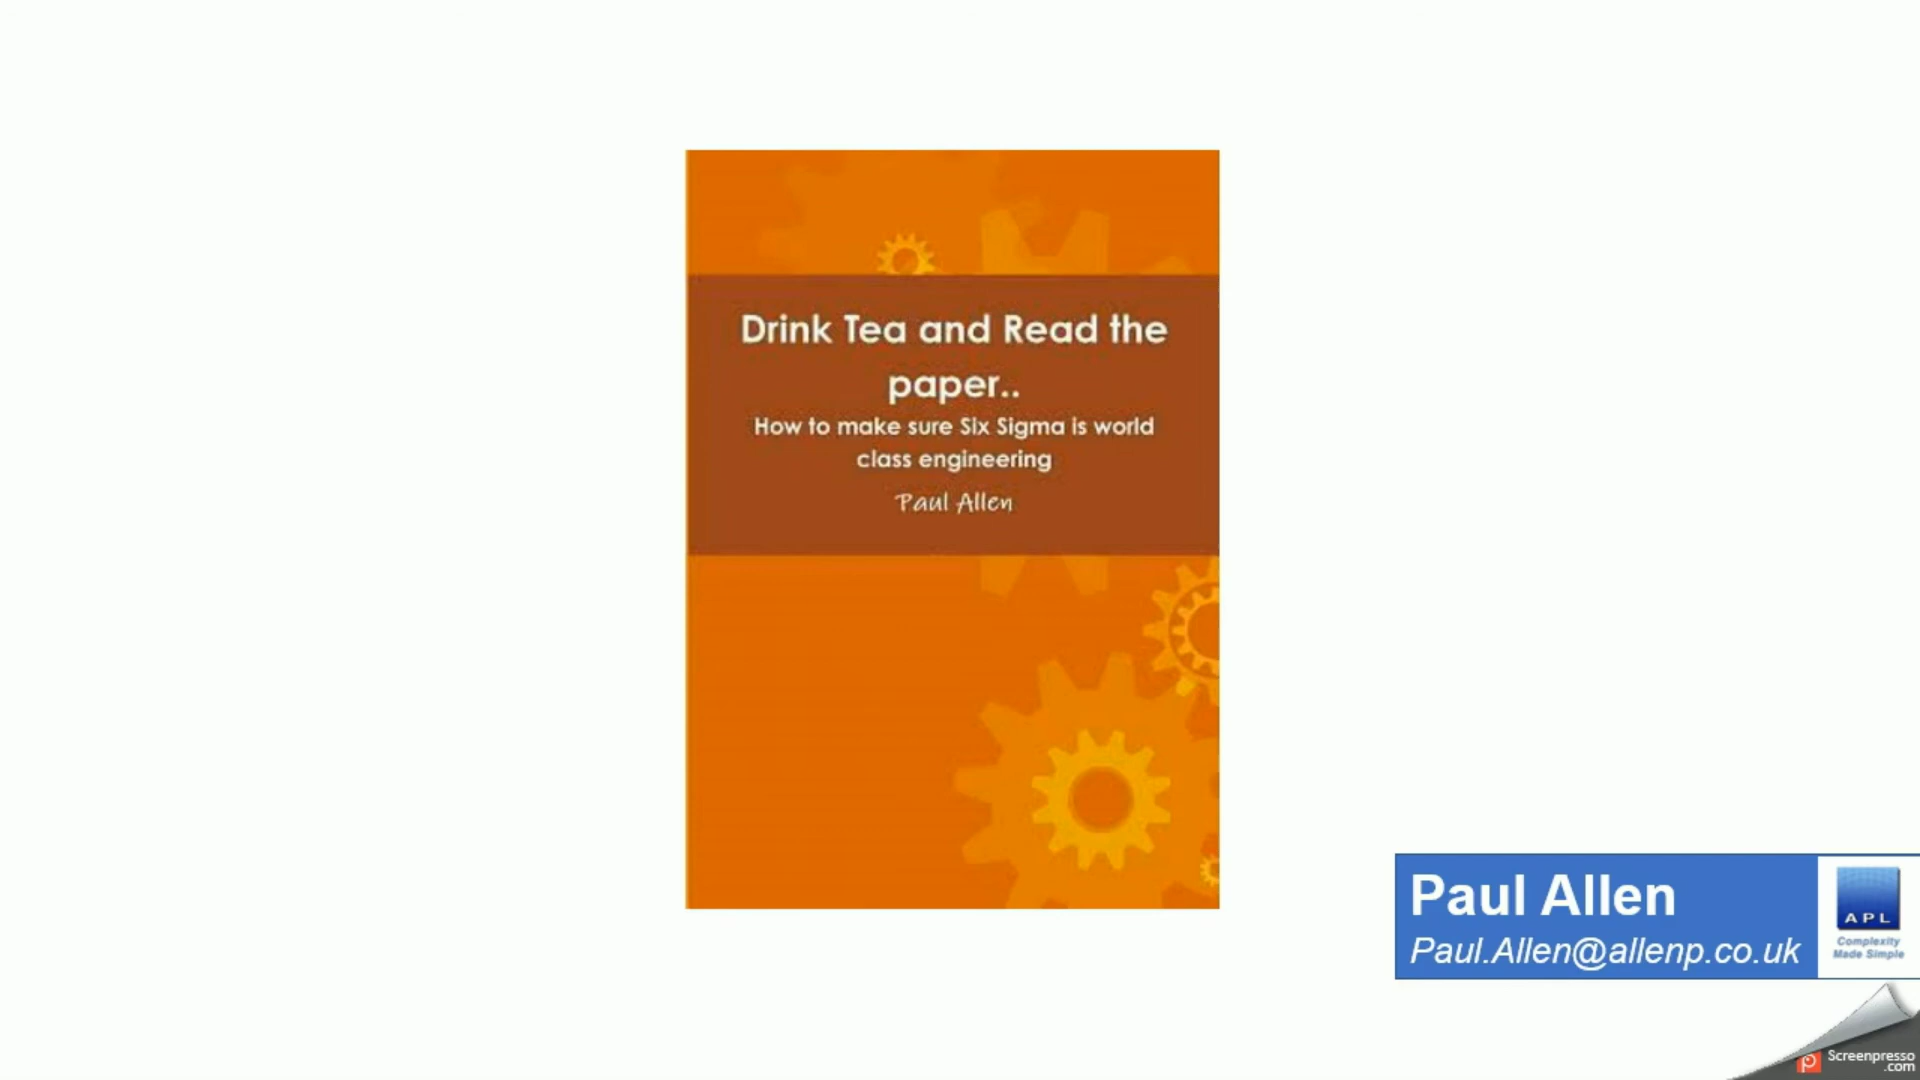 Drink Tea and Read the
paper..
How to make sure Six Sigma is world
class engineering
Paul Allen
Paul Allen
Paul.Allen@allenp.co.uk
APL
Complexity
Made Simple
Screenpresso
.com